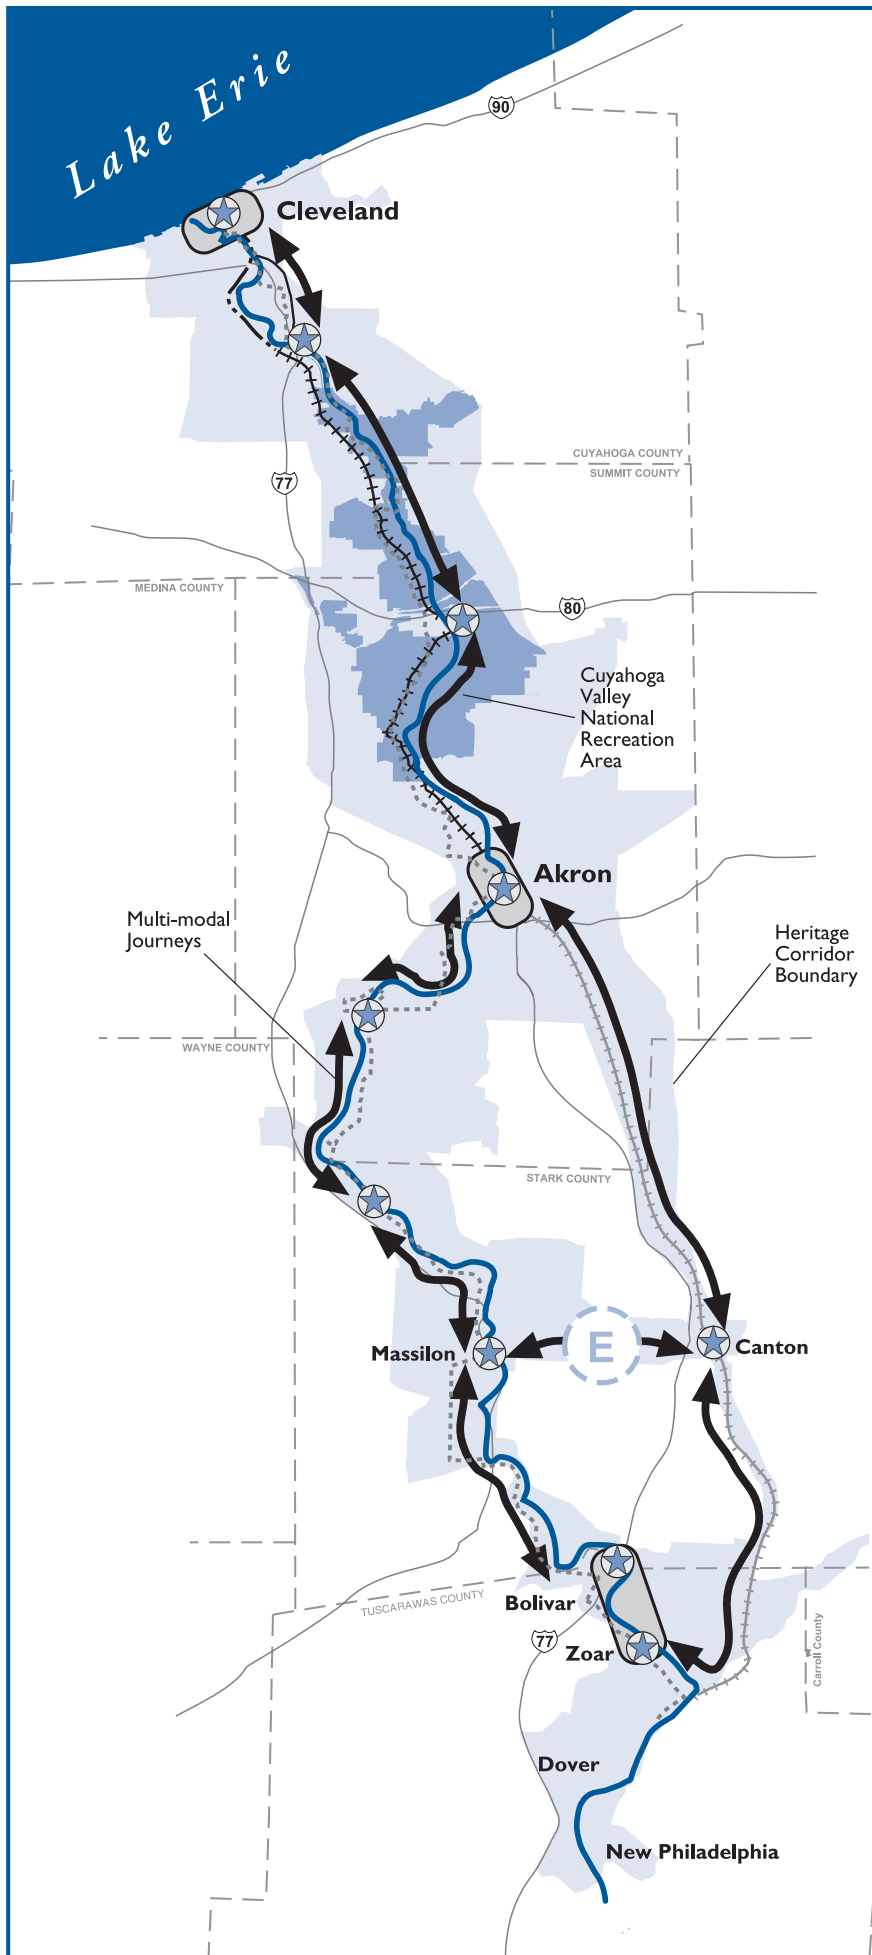 Lake Erie
90
Cleveland
CUYAHOGA COUNTY
SUMMIT COUNTY
77
MEDINA COUNTY
80
Cuyahoga
Valley
National
Recreation
Area
Akron
Multi-modal
Journeys
Heritage
Corridor
Boundary
WAYNE COUNTY
STARK COUNTY
Massilon
E
Canton
Bolivar
TUSCARAWAS COUNTY
77
Zoar
Carroll County
Dover
New Philadelphia